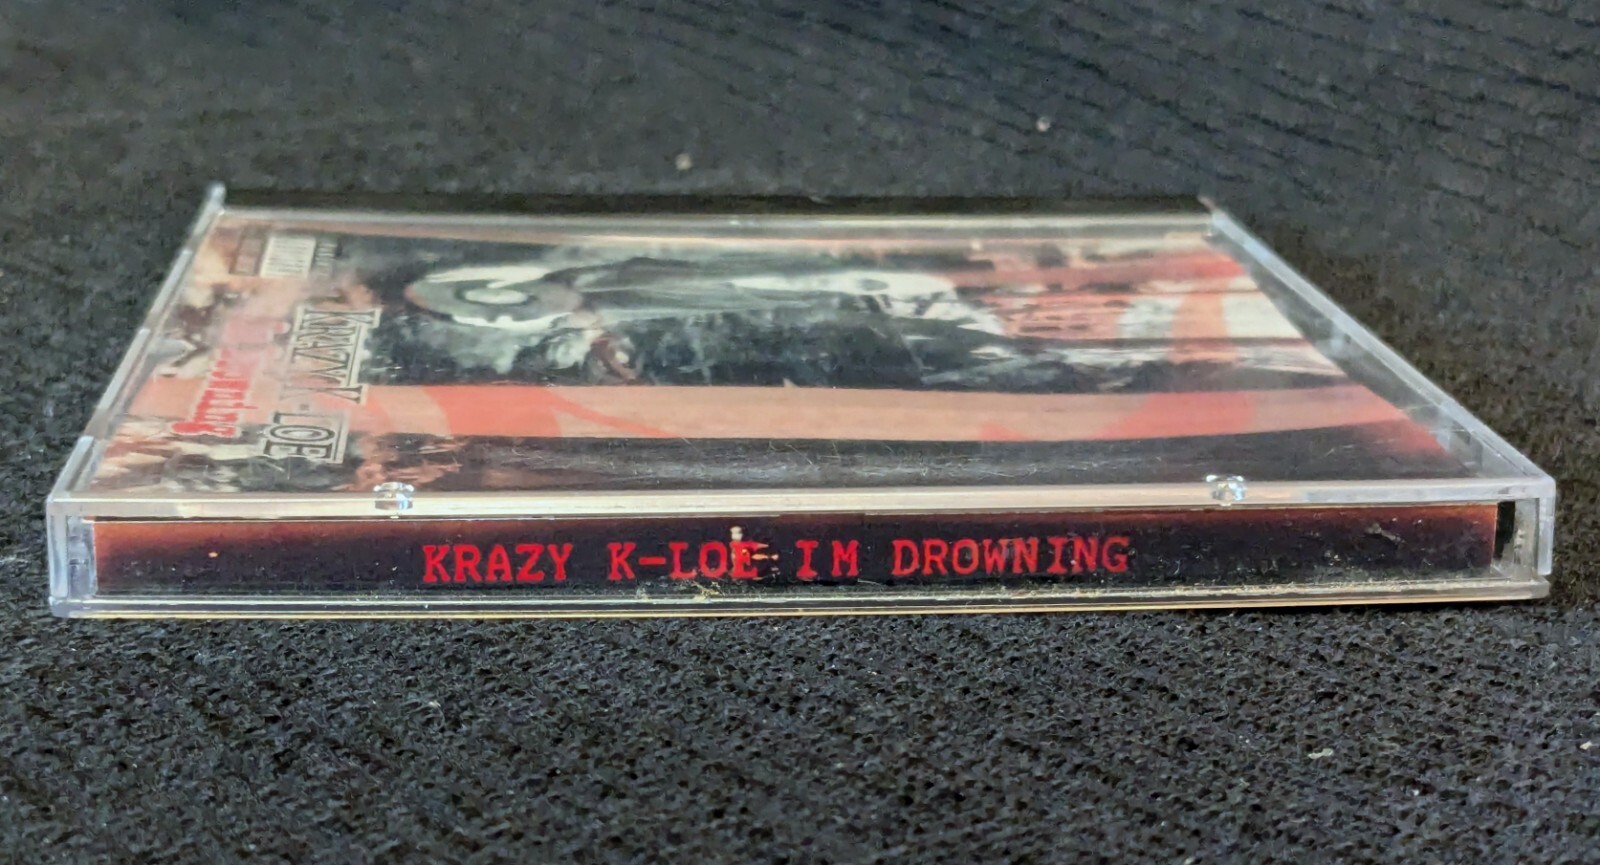 KRAZY K-LOE I M DROWNING
KRAZY K-LOE